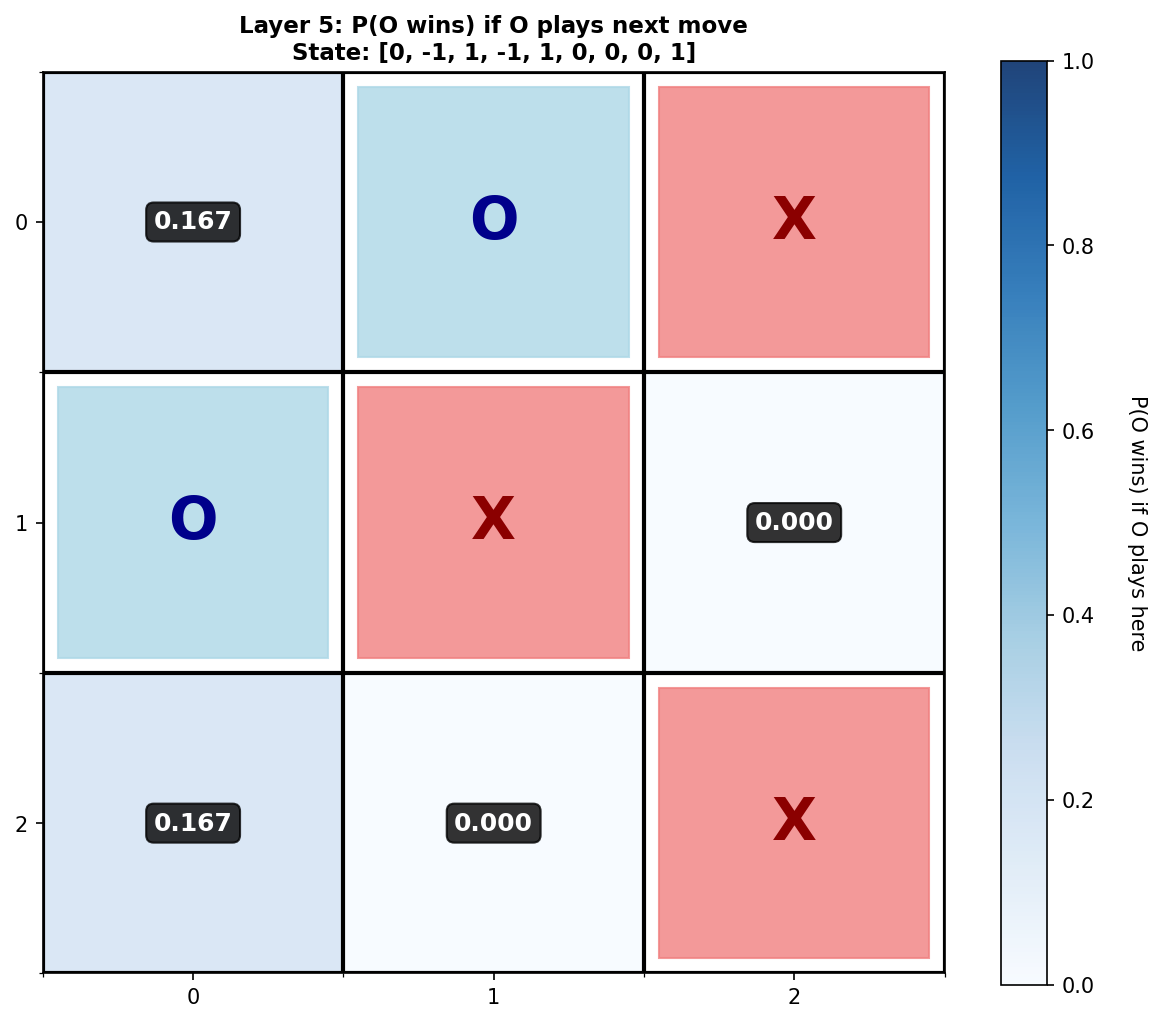 Layer 5: P(O wins) if O plays next move
State: [0, -1, 1, -1, 1, 0, 0, 0, 1]
0
0.167
O
X
1
O
X
0.000
2
0.167
0.000
X
0
1
2
1.0
0.8
0.6
0.4
0.2
0.0
P(O wins) if O plays here